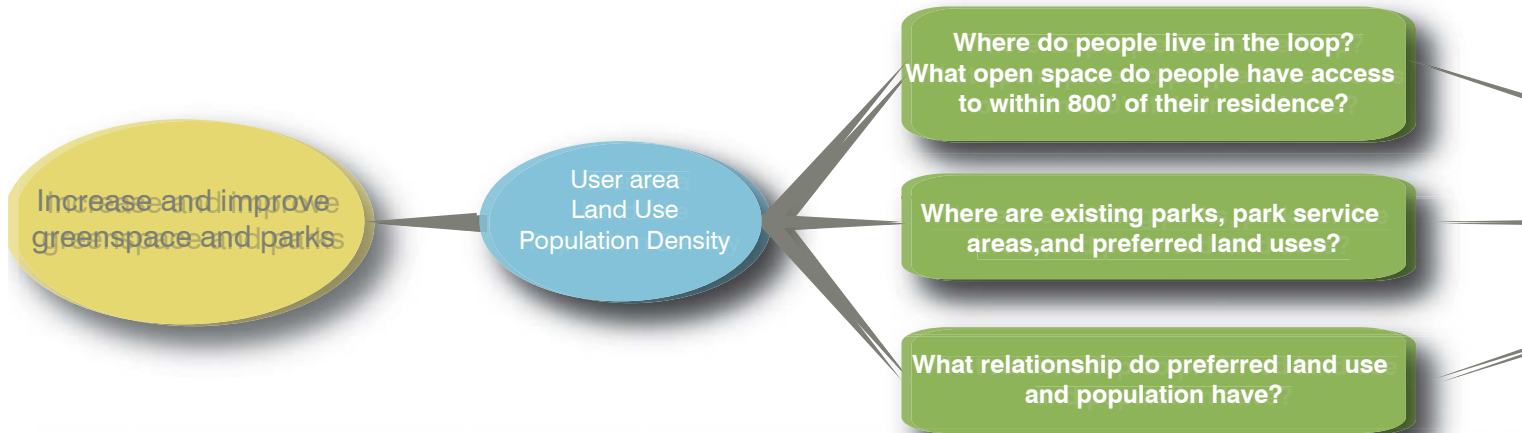 Increase and improve
greenspace and parks
User area
Land Use
Population Density
Where do people live in the loop?
What open space do people have access
to within 800’ of their residence?
Where are existing parks, park service
areas,and preferred land uses?
What relationship do preferred land use
and population have?